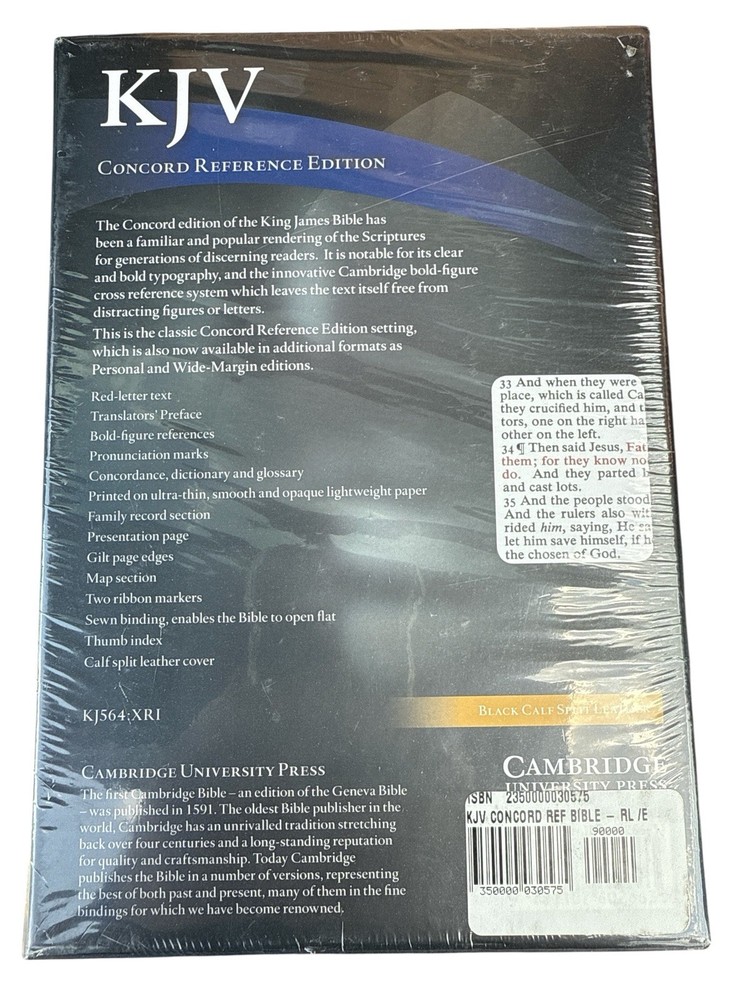 KJV
CONCORD REFERENCE EDITION
The Concord edition of the King James Bible has
been a familiar and popular rendering of the Scriptures
for generations of discerning readers. It is notable for its clear
and bold typography, and the innovative Cambridge bold-figure
cross reference system which leaves the text itself free from
distracting figures or letters.
This is the classic Concord Reference Edition setting,
which is also now available in additional formats as
Personal and Wide-Margin editions.
Red-letter text
Translators' Preface
Bold-figure references
Pronunciation marks
Concordance, dictionary and glossary
Printed on ultra-thin, smooth and opaque lightweight paper
Family record section
Presentation page
Gilt page edges
Map section
Two ribbon markers
Sewn binding, enables the Bible to open flat
Thumb index
Calf split leather cover
33 And when they were
place, which is called Ca
they crucified him, and t
tors, one on the right ha
other on the left.
34 ¶ Then said Jesus, Fat
them; for they know no
do. And they parted h
and cast lots.
35 And the people stood
And the rulers also wit
rided him, saying, He sa
let him save himself, if h
the chosen of God.
KJ564:XRI
BLACK CALF SPLIT LEATHER
CAMBRIDGE UNIVERSITY PRESS
The first Cambridge Bible – an edition of the Geneva Bible
– was published in 1591. The oldest Bible publisher in the
world, Cambridge has an unrivalled tradition stretching
back over four centuries and a long-standing reputation
for quality and craftsmanship. Today Cambridge
publishes the Bible in a number of versions, representing
the best of both past and present, many of them in the fine
bindings for which we have become renowned.
CAMBRIDGE
UNIVERSITY PRESS
ISBN 2350000030575
KJV CONCORD REF BIBLE - RL /E
90000
350000 030575